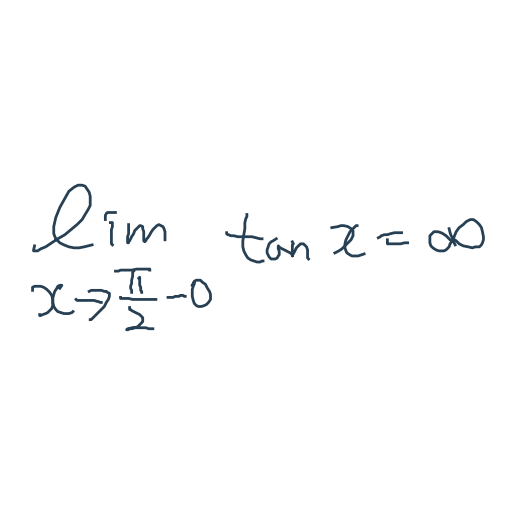 lim tan x = ∞
x→π/2−0